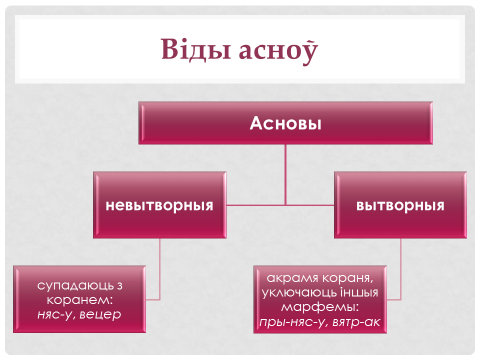 Віды асноў
Асновы
невытворныя
вытворныя
супадаюць з
коранем:
няс-у, вецер
акрамя кораня,
уключаюць іншыя
марфемы:
пры-няс-у, вятр-ак